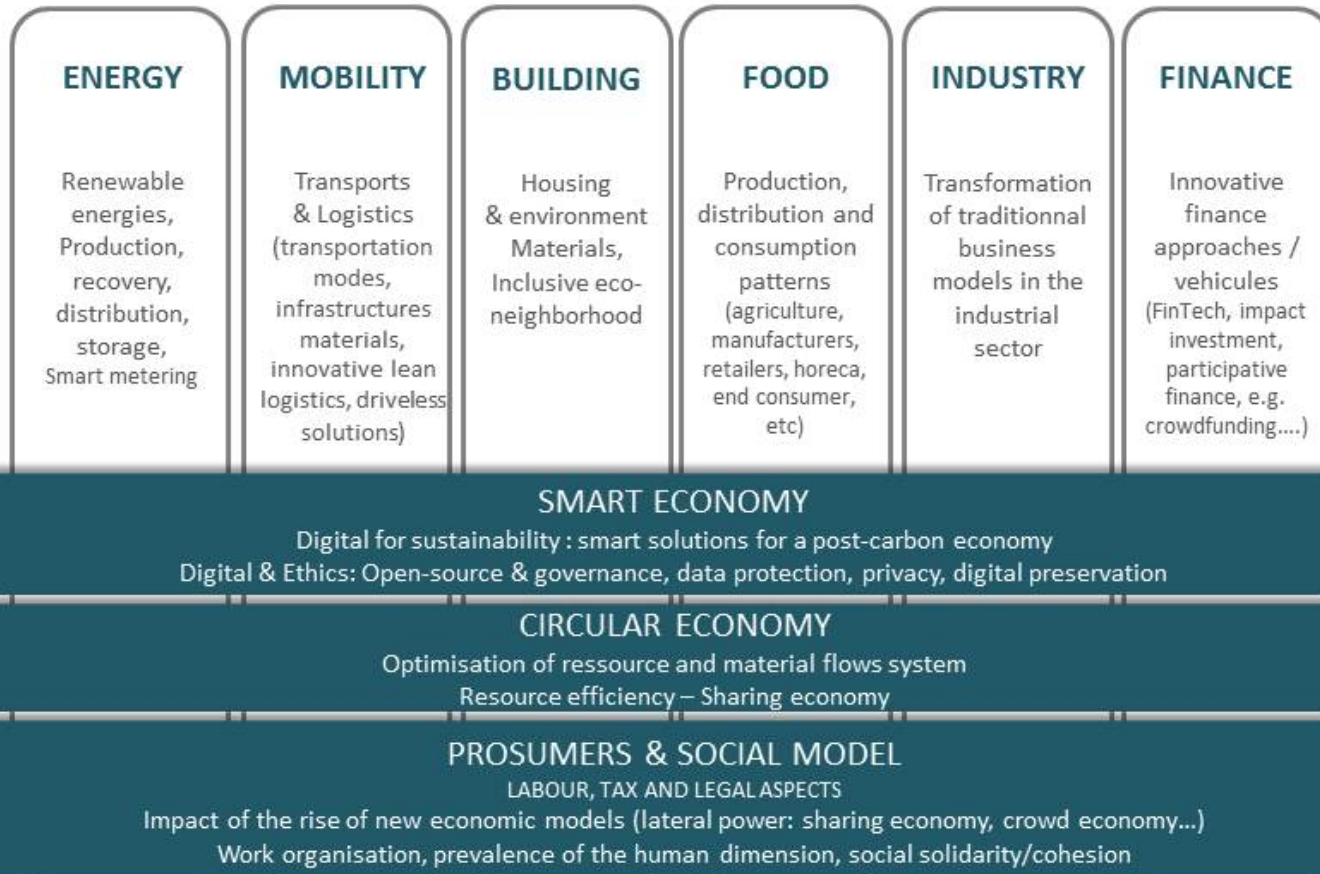 ENERGY
Renewable
energies,
Production,
recovery,
distribution,
storage,
Smart metering
MOBILITY
Transports
& Logistics
(transportation
modes,
infrastructures
materials,
innovative lean
logistics, driveless
solutions)
BUILDING
Housing
& environment
Materials,
Inclusive eco-
neighborhood
FOOD
Production,
distribution and
consumption
patterns
(agriculture,
manufacturers,
retailers, horeca,
end consumer,
etc)
INDUSTRY
Transformation
of traditionnal
business
models in the
industrial
sector
FINANCE
Innovative
finance
approaches /
vehicules
(FinTech, impact
investment,
participative
finance, e.g.
crowdfunding....)
SMART ECONOMY
Digital for sustainability : smart solutions for a post-carbon economy
Digital & Ethics: Open-source & governance, data protection, privacy, digital preservation
CIRCULAR ECONOMY
Optimisation of ressource and material flows system
Resource efficiency – Sharing economy
PROSUMERS & SOCIAL MODEL
LABOUR, TAX AND LEGAL ASPECTS
Impact of the rise of new economic models (lateral power: sharing economy, crowd economy…)
Work organisation, prevalence of the human dimension, social solidarity/cohesion